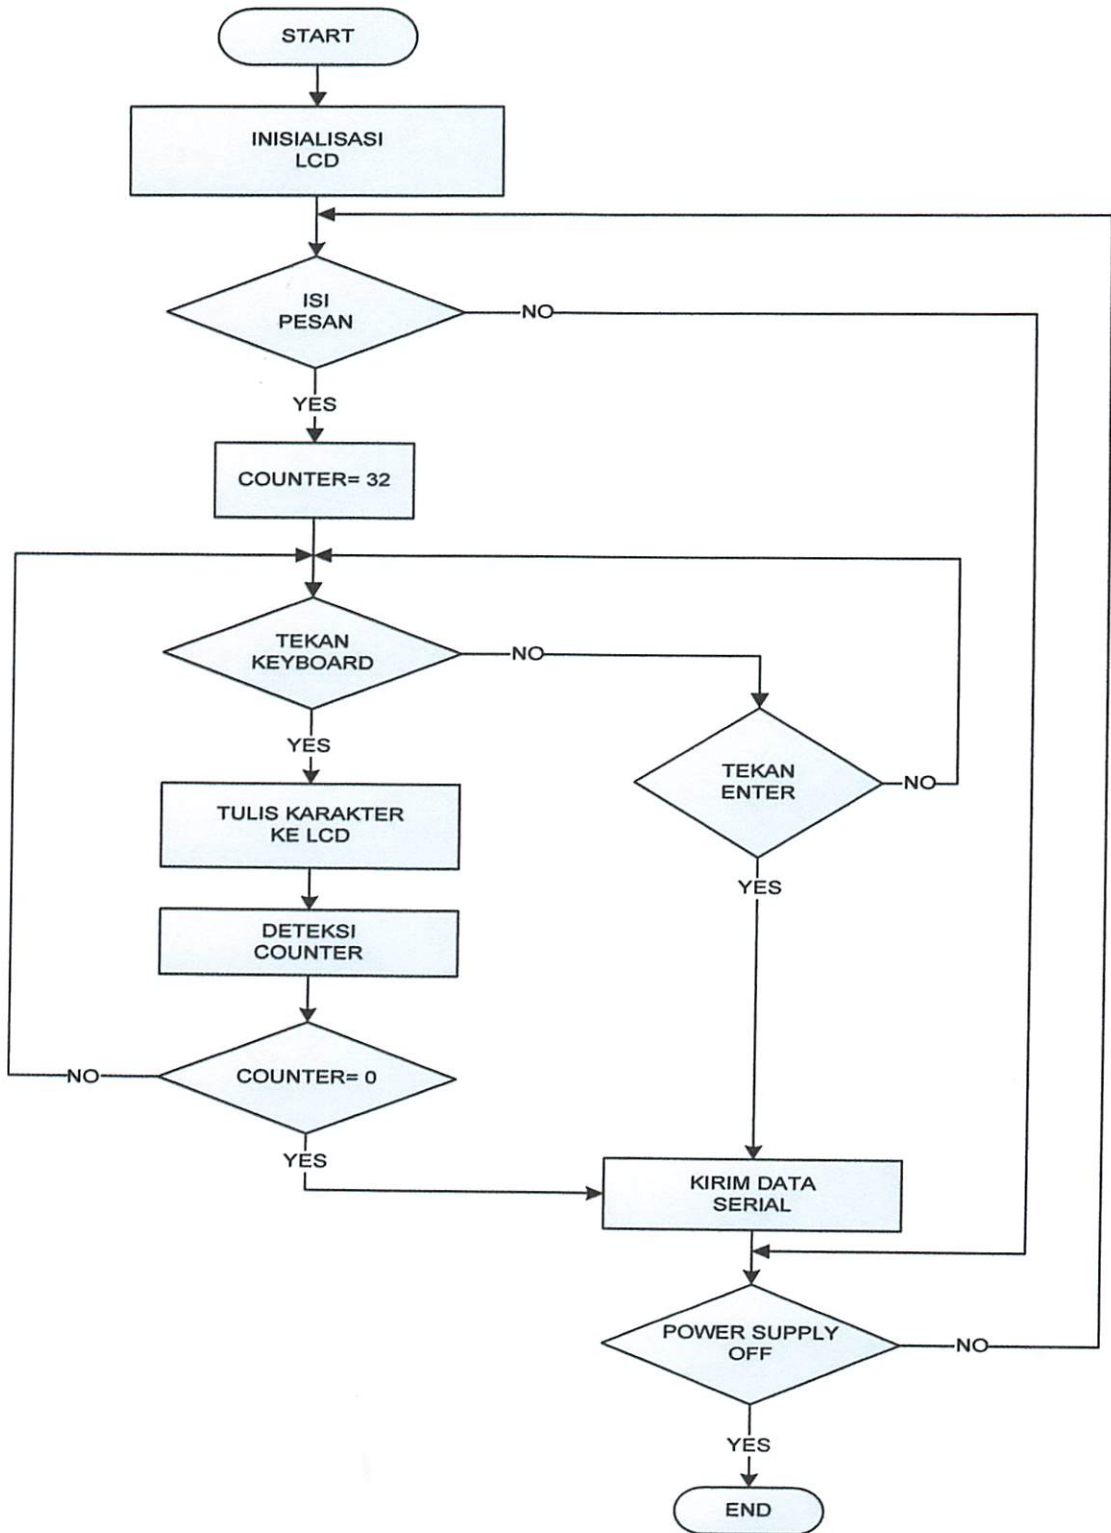 START
INISIALISASI
LCD
ISI
PESAN
NO
YES
COUNTER= 32
TEKAN
KEYBOARD
NO
YES
TEKAN
ENTER
NO
TULIS KARAKTER
KE LCD
YES
DETEKSI
COUNTER
COUNTER= 0
NO
YES
KIRIM DATA
SERIAL
POWER SUPPLY
OFF
NO
YES
END